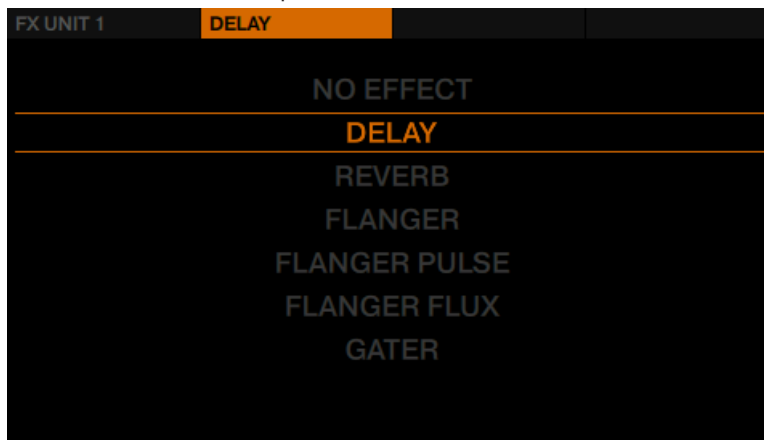 FX UNIT 1 DELAY
NO EFFECT
DELAY
REVERB
FLANGER
FLANGER PULSE
FLANGER FLUX
GATER